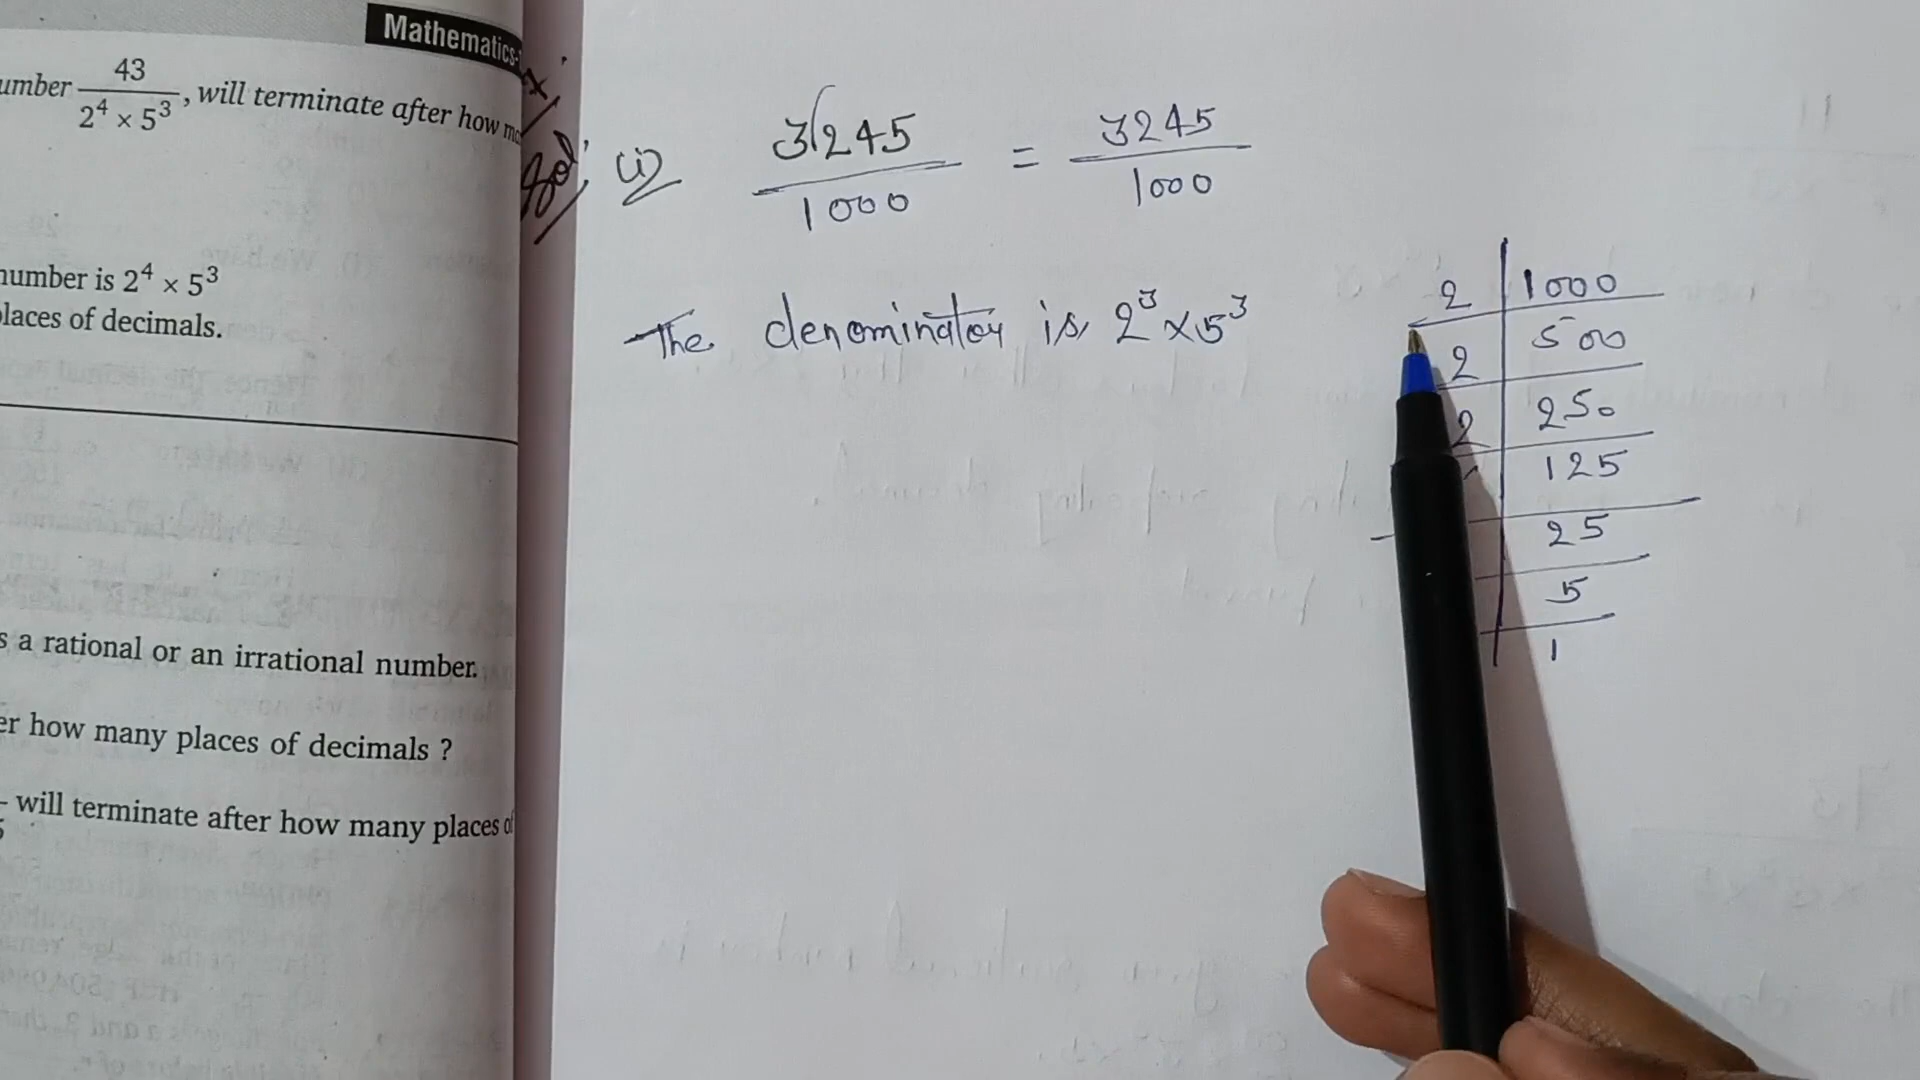 Mathematics-
umber 43 / 2⁴ × 5³, will terminate after how
number is 2⁴ × 5³
laces of decimals.
s a rational or an irrational number.
er how many places of decimals ?
will terminate after how many places
Sol; (i) 3245 / 1000 = 3245 / 1000
The denominator is 2³ × 5³
2 | 1000
2 | 500
2 | 250
125
25
5
1